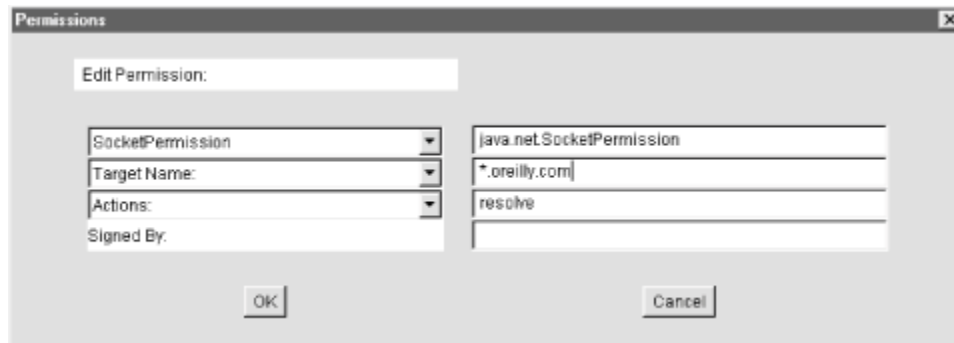 Permissions
Edit Permission:
SocketPermission java.net.SocketPermission
Target Name: *.oreilly.com
Actions: resolve
Signed By:
OK Cancel